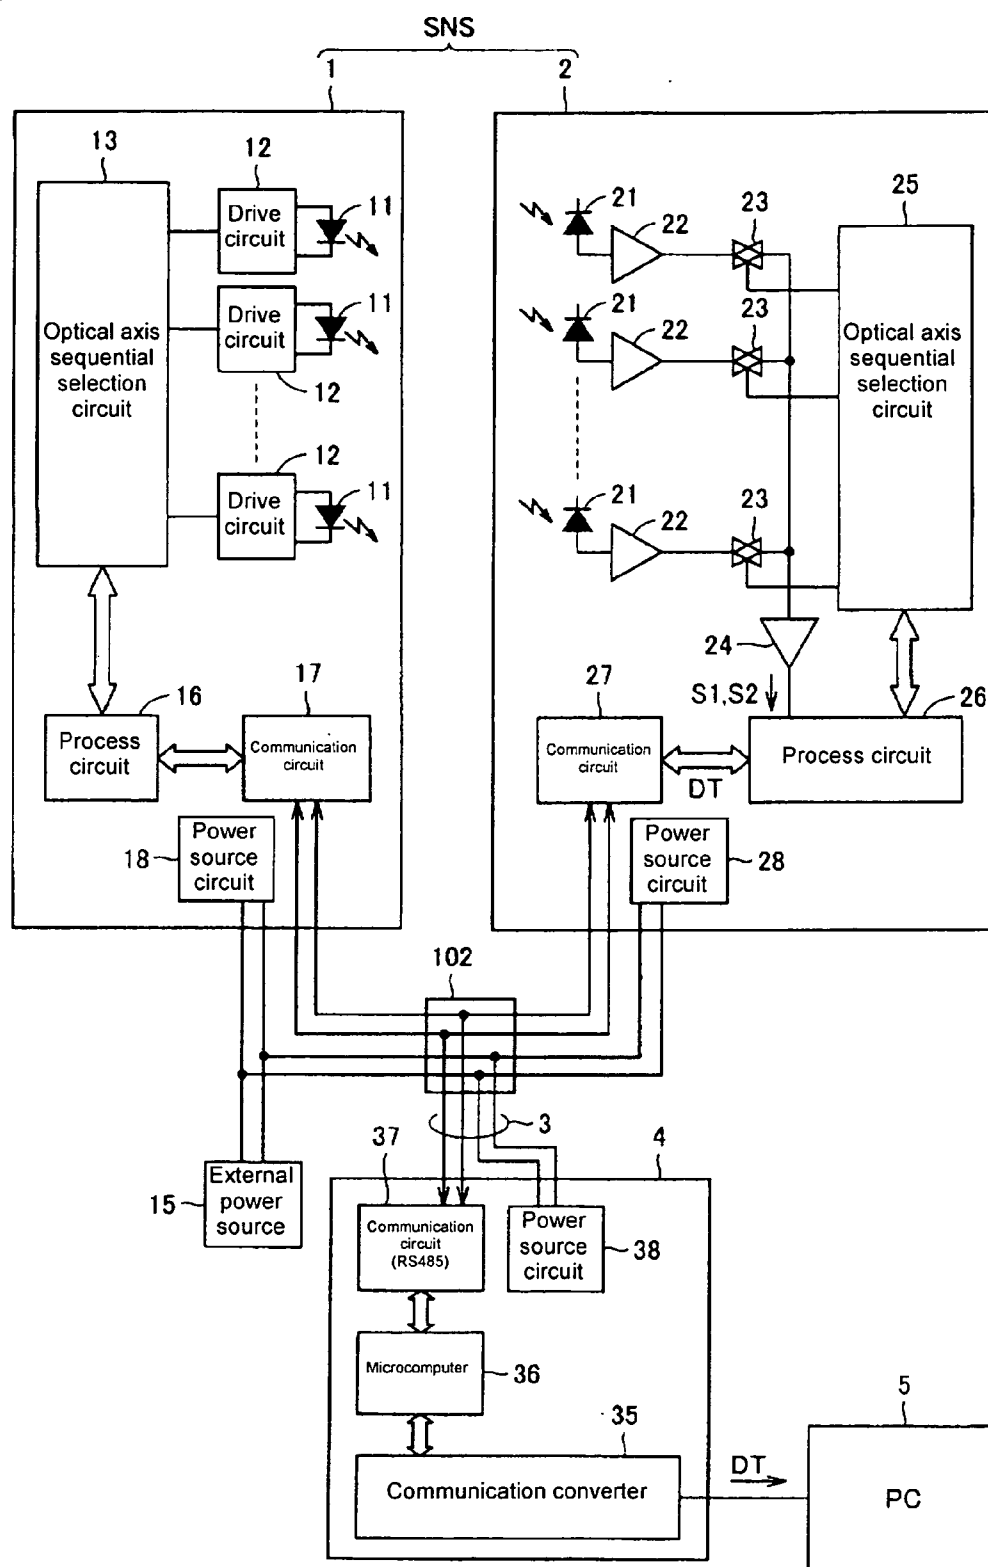 SNS
1
2
13
12
11
Drive
circuit
Optical axis
sequential
selection
circuit
11
Drive
circuit
12
12
11
Drive
circuit
16
17
Process
circuit
Communication
circuit
18
Power
source
circuit
21
22
23
25
21
22
23
Optical axis
sequential
selection
circuit
21
22
23
24
S1,S2
27
26
Communication
circuit
DT
Process circuit
Power
source
circuit
28
102
3
15
External
power
source
37
4
Communication
circuit
(RS485)
Power
source
circuit
38
Microcomputer
36
35
Communication converter
DT
5
PC